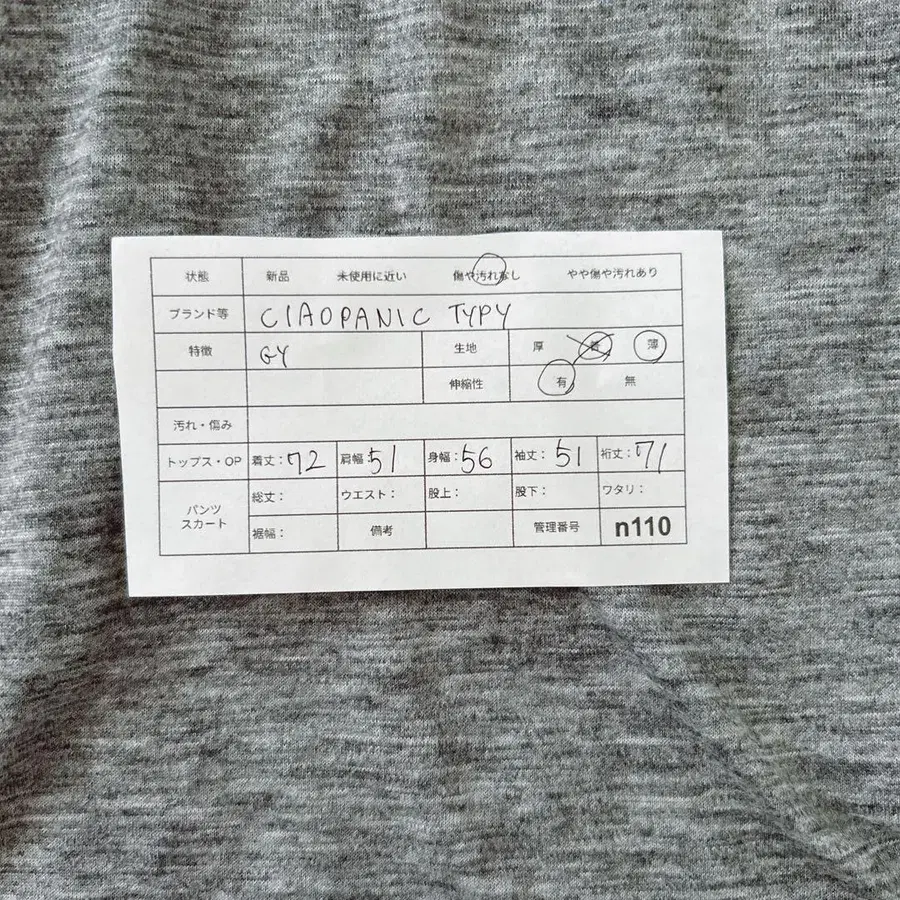 状態 新品 未使用に近い 傷や汚れなし やや傷や汚れあり
ブランド等 CIAOPANIC TYPY
特徴 GY 生地 厚 普 薄
伸縮性 有 無
汚れ・傷み
トップス・OP 着丈:72 肩幅:51 身幅:56 袖丈:51 裄丈:71
パンツ スカート 総丈: ウエスト: 股上: 股下: ワタリ:
裾幅: 備考 管理番号 n110